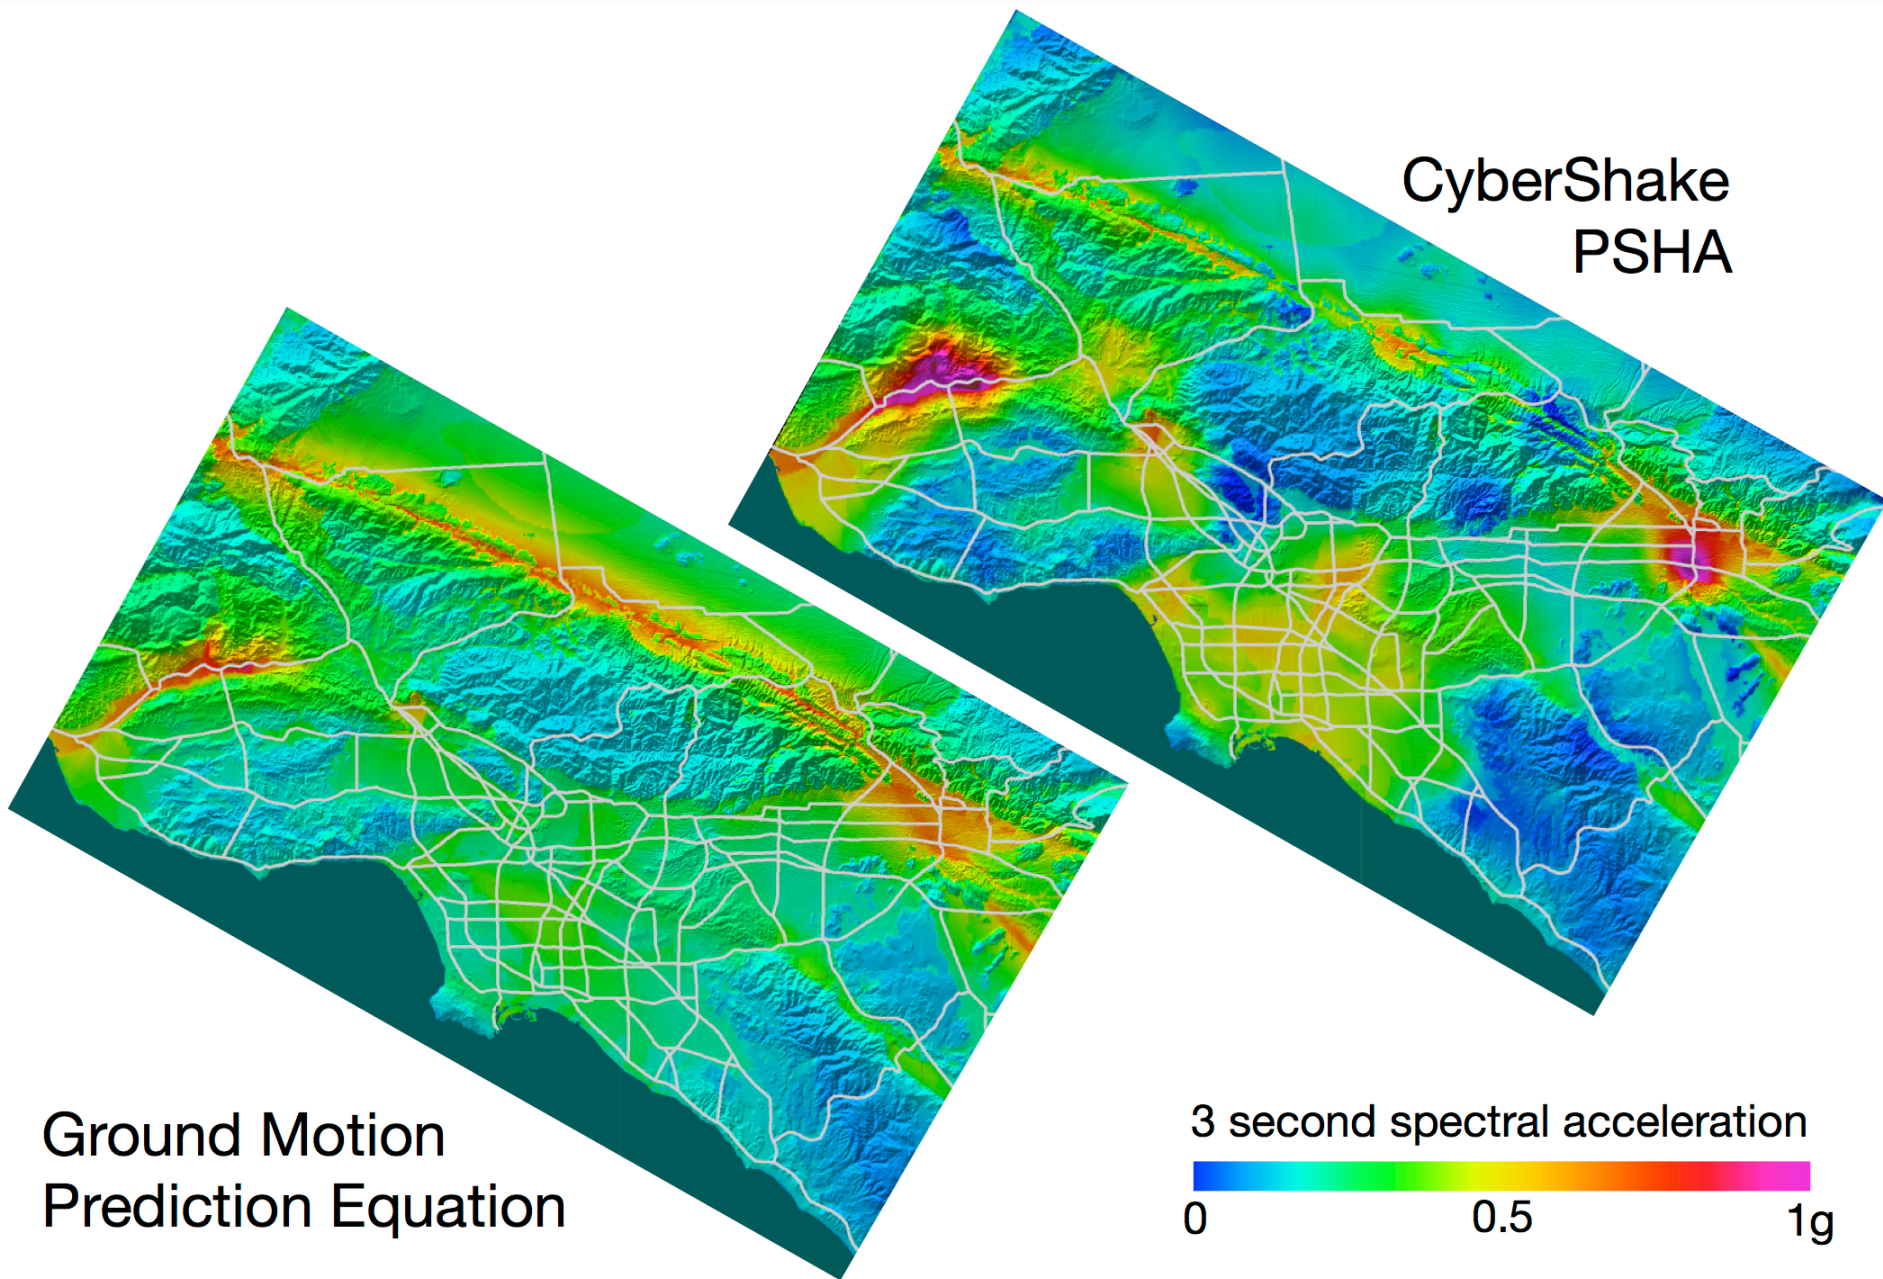 CyberShake
PSHA
Ground Motion
Prediction Equation
3 second spectral acceleration
0 0.5 1g